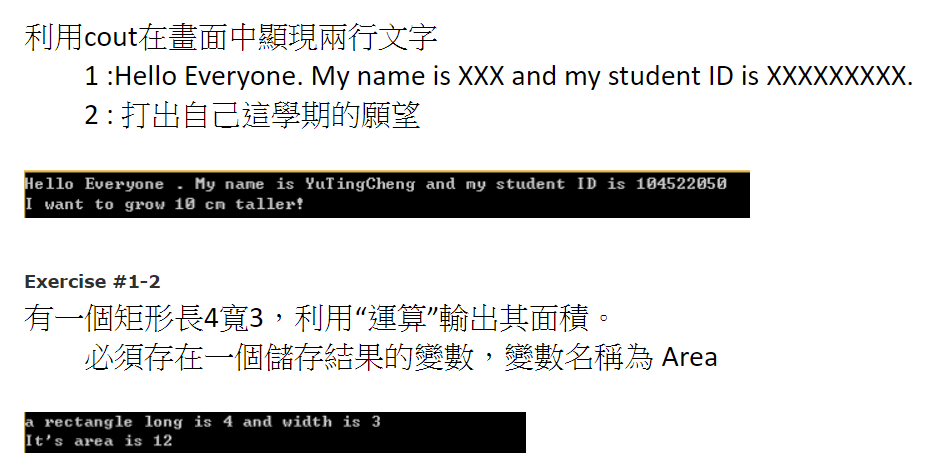 利用cout在畫面中顯現兩行文字
1 :Hello Everyone. My name is XXX and my student ID is XXXXXXXXX.
2 : 打出自己這學期的願望
Hello Everyone . My name is YuTingCheng and my student ID is 104522050
I want to grow 10 cm taller!
Exercise #1-2
有一個矩形長4寬3，利用“運算”輸出其面積。
必須存在一個儲存結果的變數，變數名稱為 Area
a rectangle long is 4 and width is 3
It's area is 12